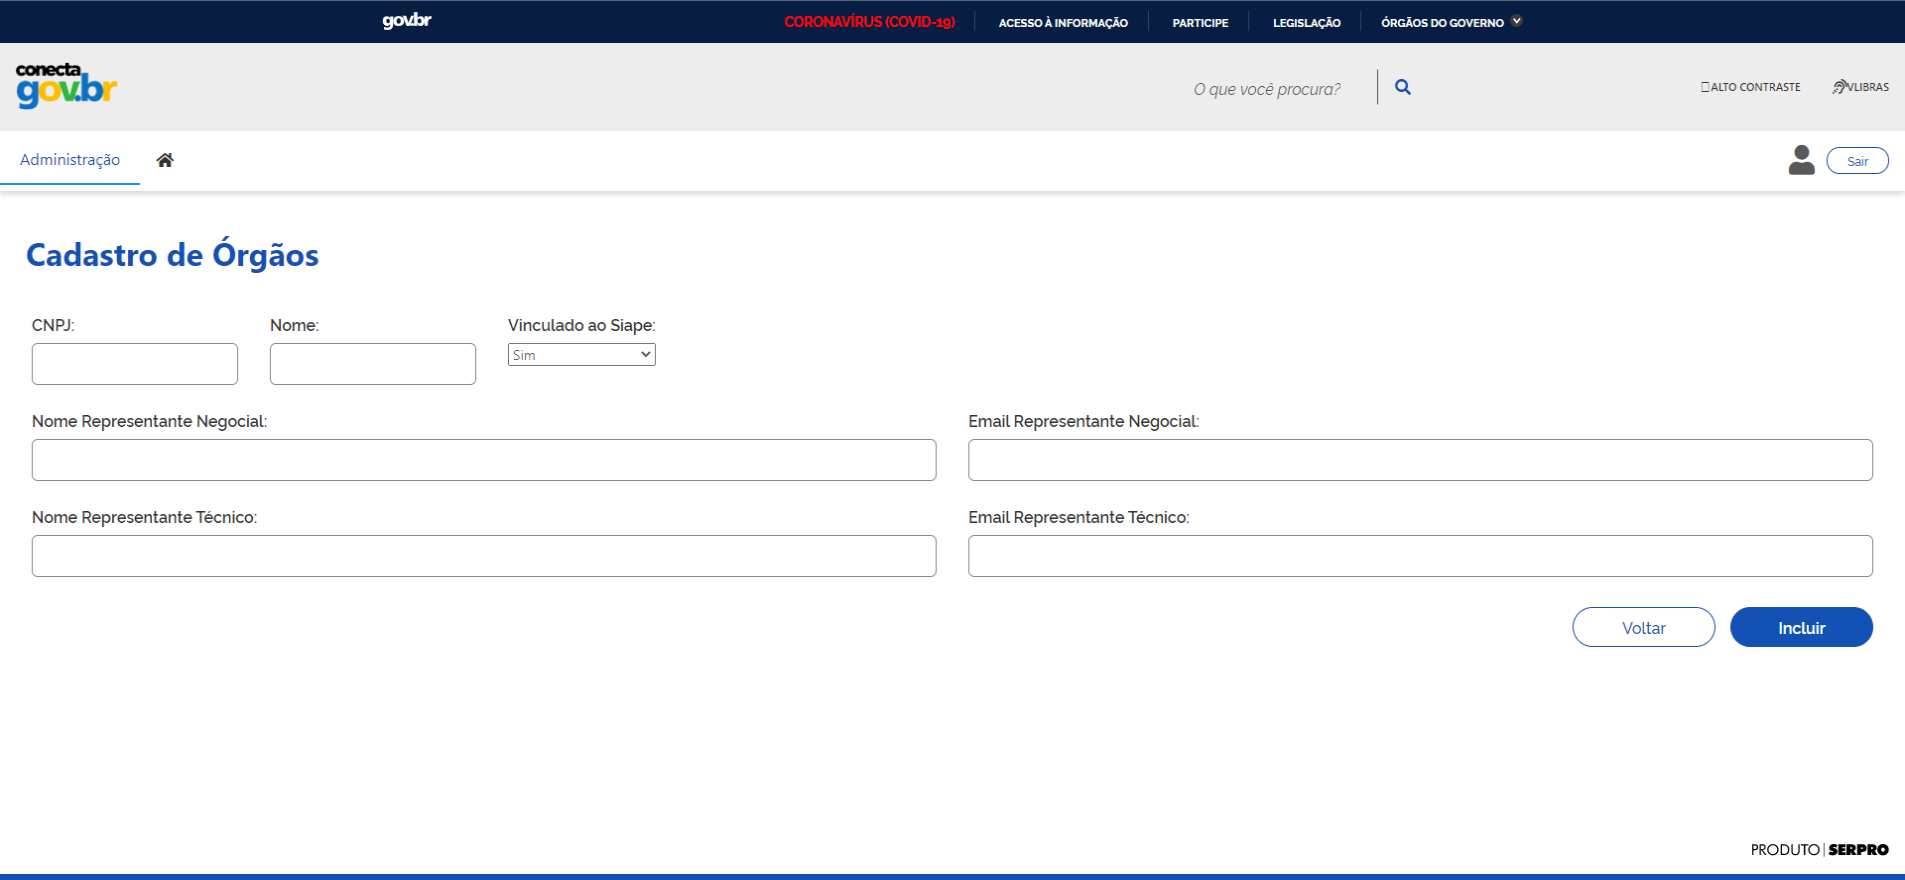 gov.br
CORONAVÍRUS (COVID-19)
ACESSO À INFORMAÇÃO
PARTICIPE
LEGISLAÇÃO
ÓRGÃOS DO GOVERNO
conecta
gov.br
O que você procura?
ALTO CONTRASTE
VLIBRAS
Administração
Sair
Cadastro de Órgãos
CNPJ:
Nome:
Vinculado ao Siape:
Sim
Nome Representante Negocial:
Email Representante Negocial:
Nome Representante Técnico:
Email Representante Técnico:
Voltar
Incluir
PRODUTO | SERPRO